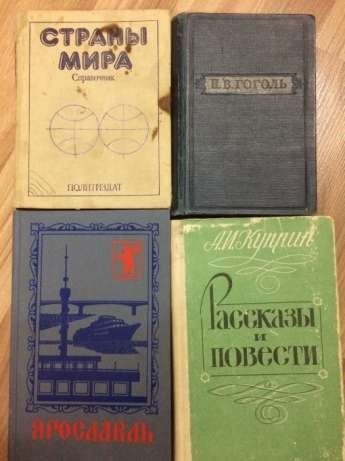 СТРАНЫ
МИРА
Справочник
ПОЛИТИЗДАТ
Н.В.ГОГОЛЬ
ЯРОСЛАВЛЬ
А.И.Куприн
Рассказы
и
повести